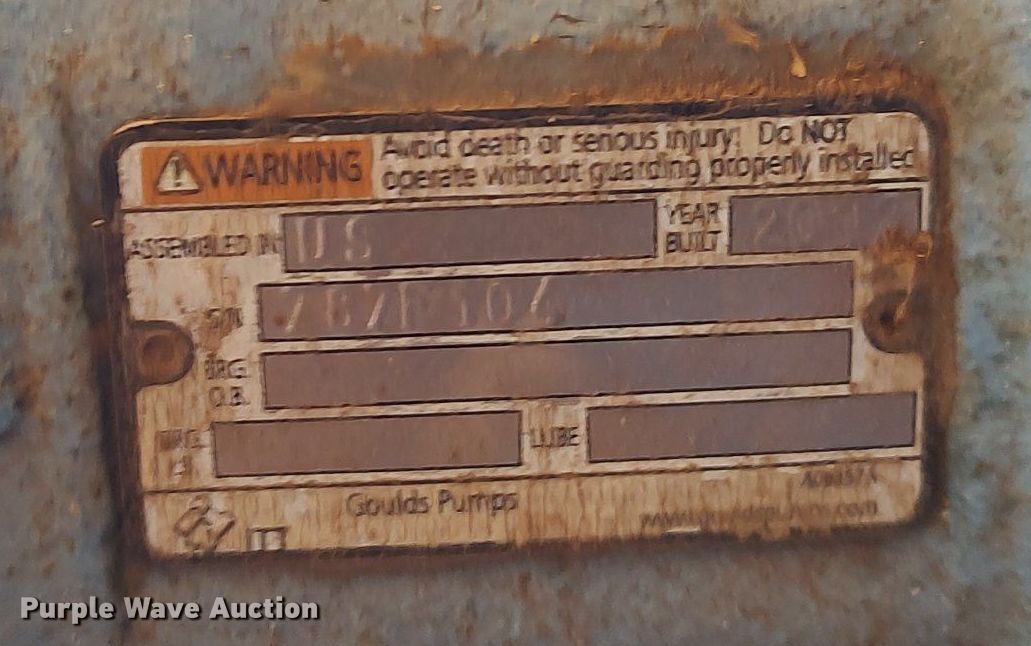 WARNING
Avoid death or serious injury. Do NOT
operate without guarding properly installed
ASSEMBLED IN US
YEAR
BUILT
S/N
BRG.
O.B.
BRG.
LUBE
Goulds Pumps
Purple Wave Auction